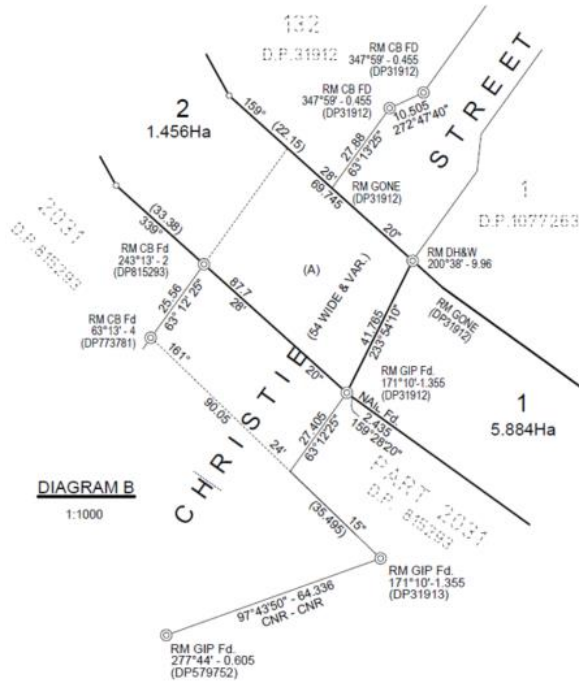 132
D.P.31912
RM CB FD
347°59' - 0.455
(DP31912)
RM CB FD
347°59' - 0.455
(DP31912)
10.505
272°47'40"
STREET
2
1.456Ha
159°
(22.15)
28'
69.745
27.88
63°13'25"
RM GONE
(DP31912)
20"
1
D.P.1077263
2031
D.P.815293
(33.38)
339°
RM CB Fd
243°13' - 2
(DP815293)
RM DH&W
200°38' - 9.96
(A)
(54 WIDE & VAR.)
RM GONE
(DP31912)
87.7
28'
20"
25.56
63°12'25"
RM CB Fd
63°13' - 4
(DP773781)
41.765
233°54'10"
RM GIP Fd.
171°10'-1.355
(DP31912)
161°
90.05
24'
CHRISTIE
NAIL Fd.
2.435
159°28'20"
27.405
63°12'25"
1
5.884Ha
DIAGRAM B
1:1000
PART 2031
D.P. 815293
15"
(35.495)
RM GIP Fd.
171°10'-1.355
(DP31913)
97°43'50" - 64.336
CNR - CNR
RM GIP Fd.
277°44' - 0.605
(DP579752)